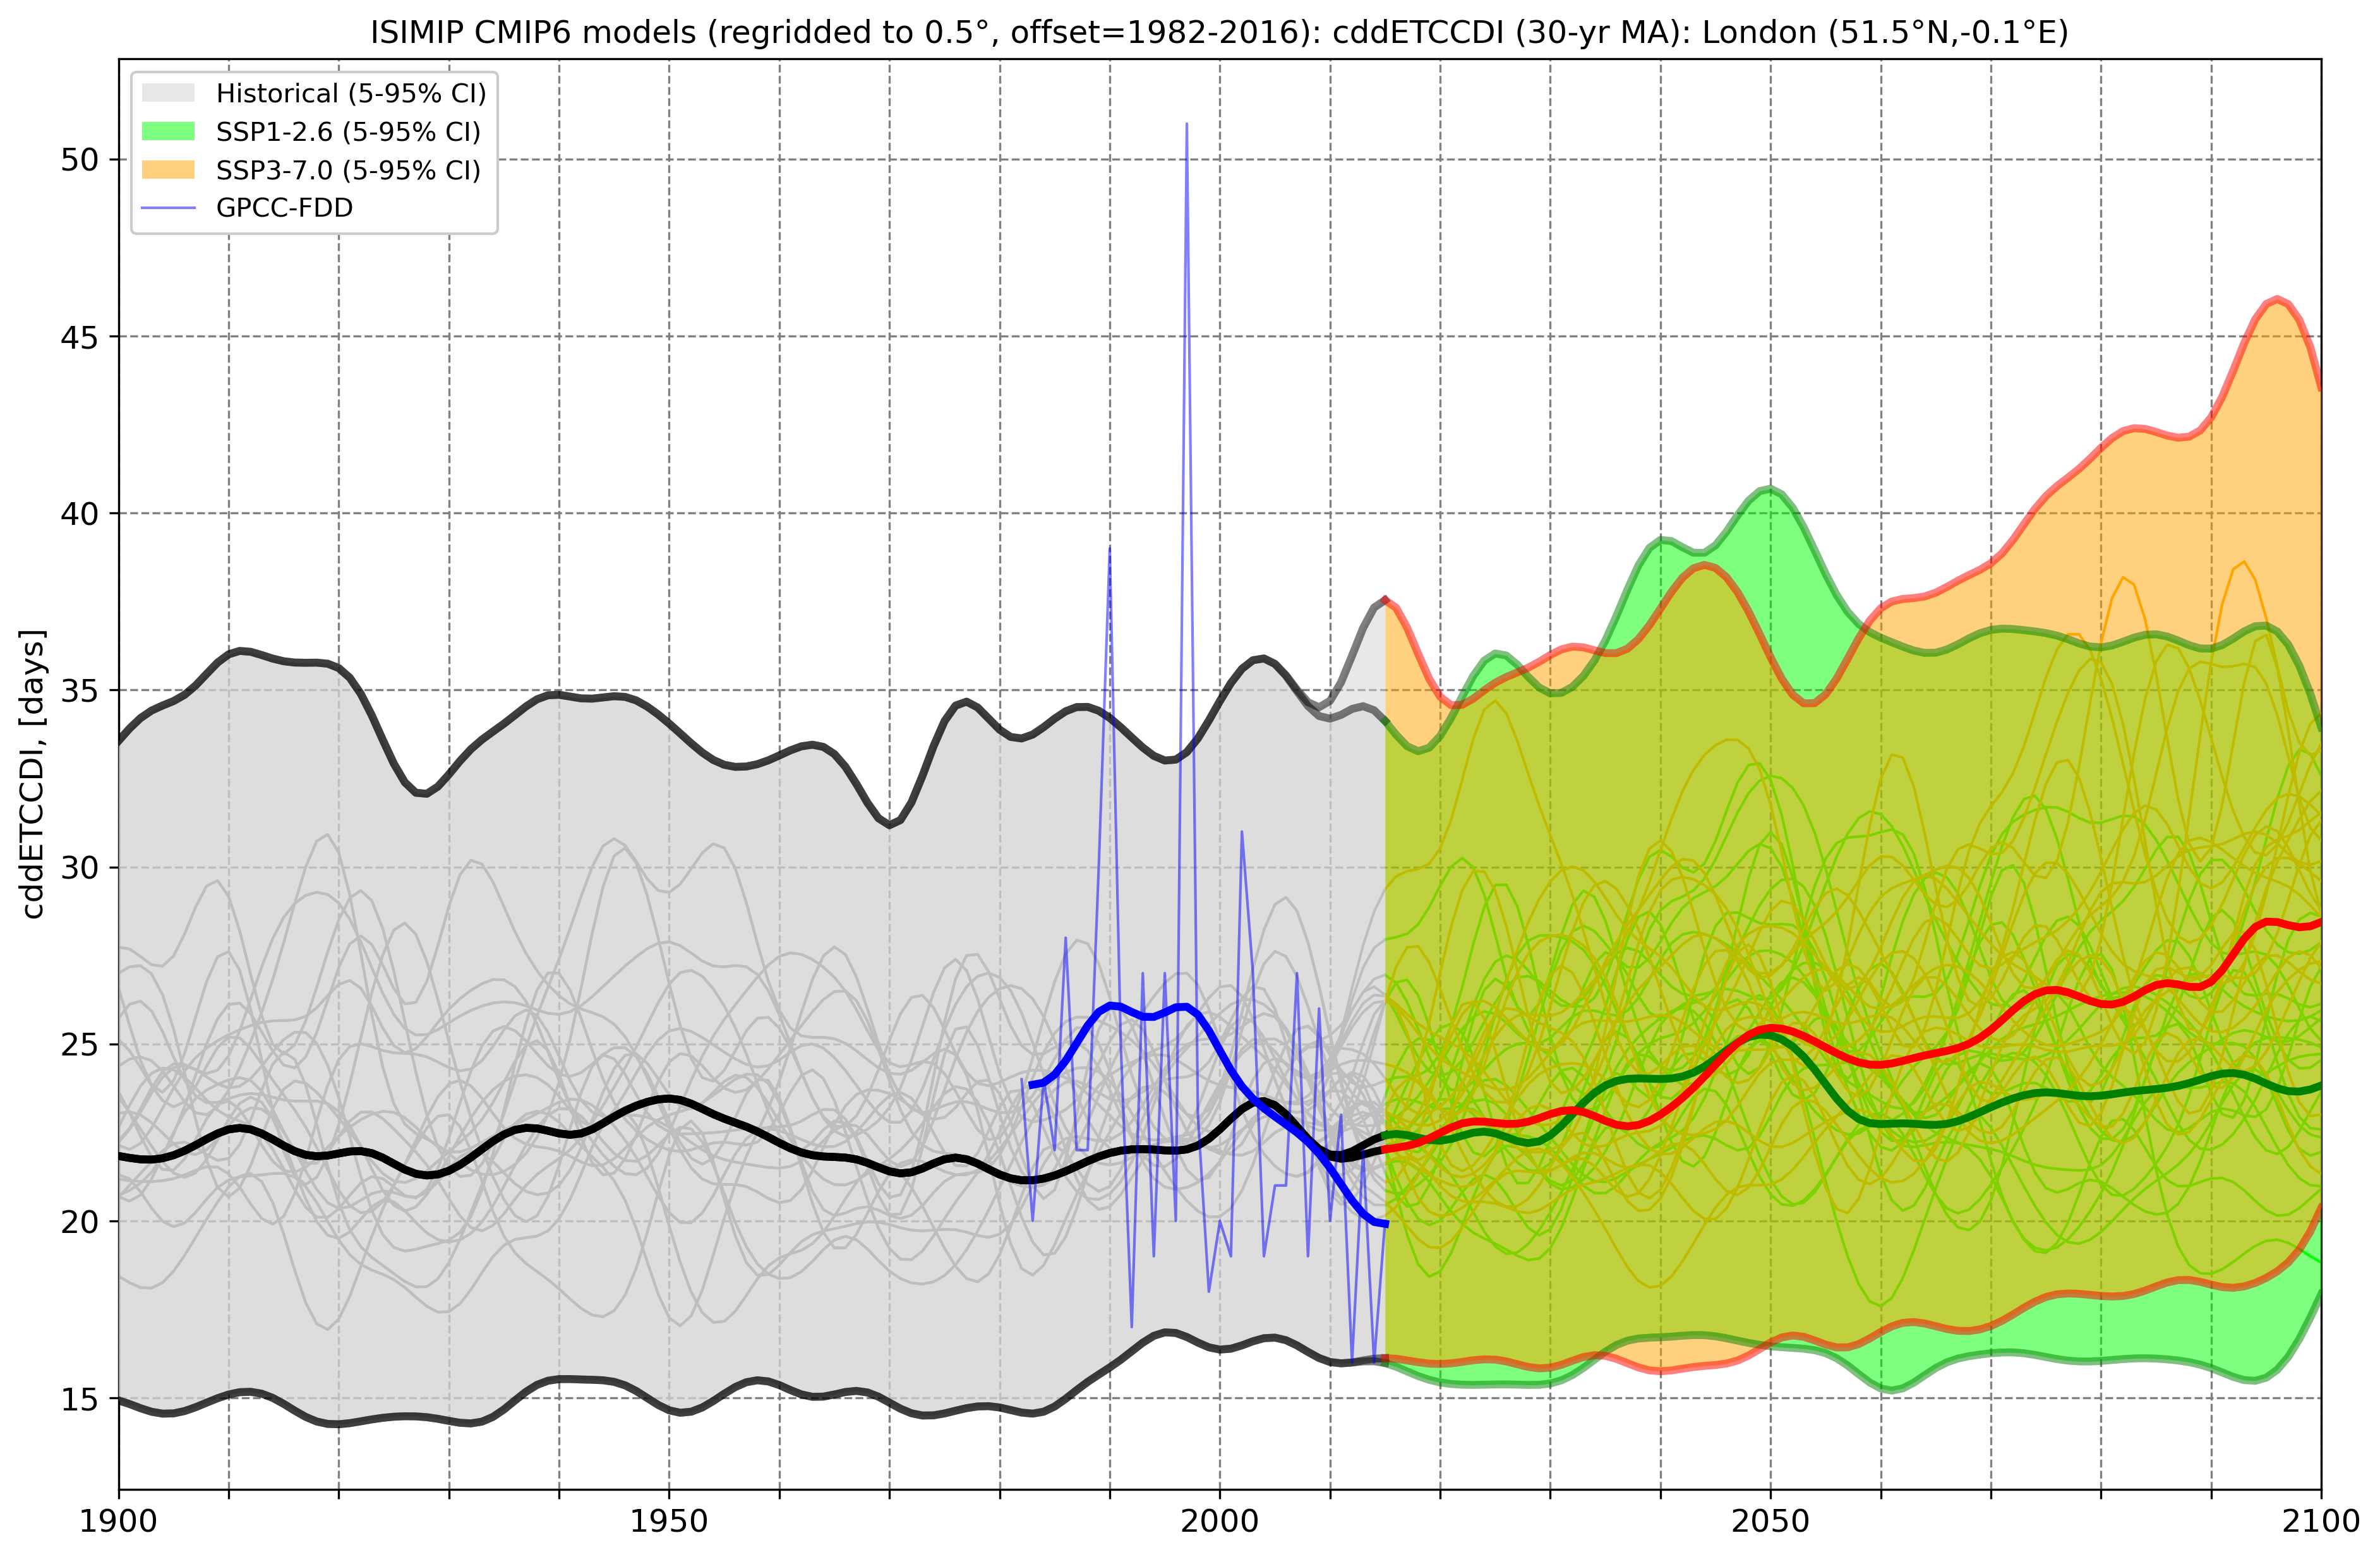 ISIMIP CMIP6 models (regridded to 0.5°, offset=1982-2016): cddETCCDI (30-yr MA): London (51.5°N,-0.1°E)
Historical (5-95% CI)
SSP1-2.6 (5-95% CI)
SSP3-7.0 (5-95% CI)
GPCC-FDD
cddETCCDI, [days]
50
45
40
35
30
25
20
15
1900
1950
2000
2050
2100